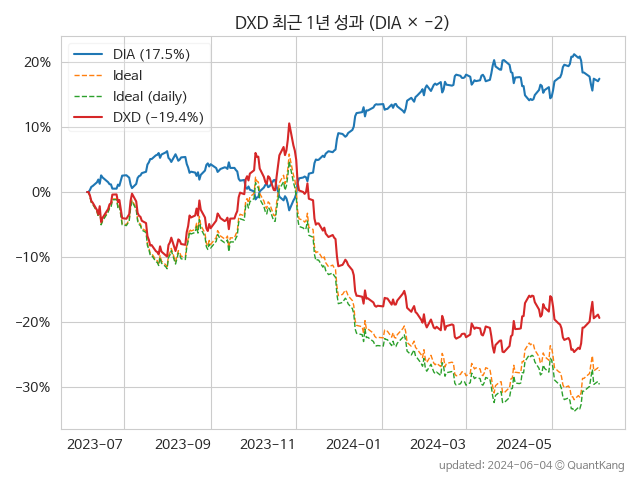 DXD 최근 1년 성과 (DIA × −2)
DIA (17.5%)
Ideal
Ideal (daily)
DXD (−19.4%)
20%
10%
0%
−10%
−20%
−30%
2023−07
2023−09
2023−11
2024−01
2024−03
2024−05
updated: 2024−06−04 ⓒ QuantKang